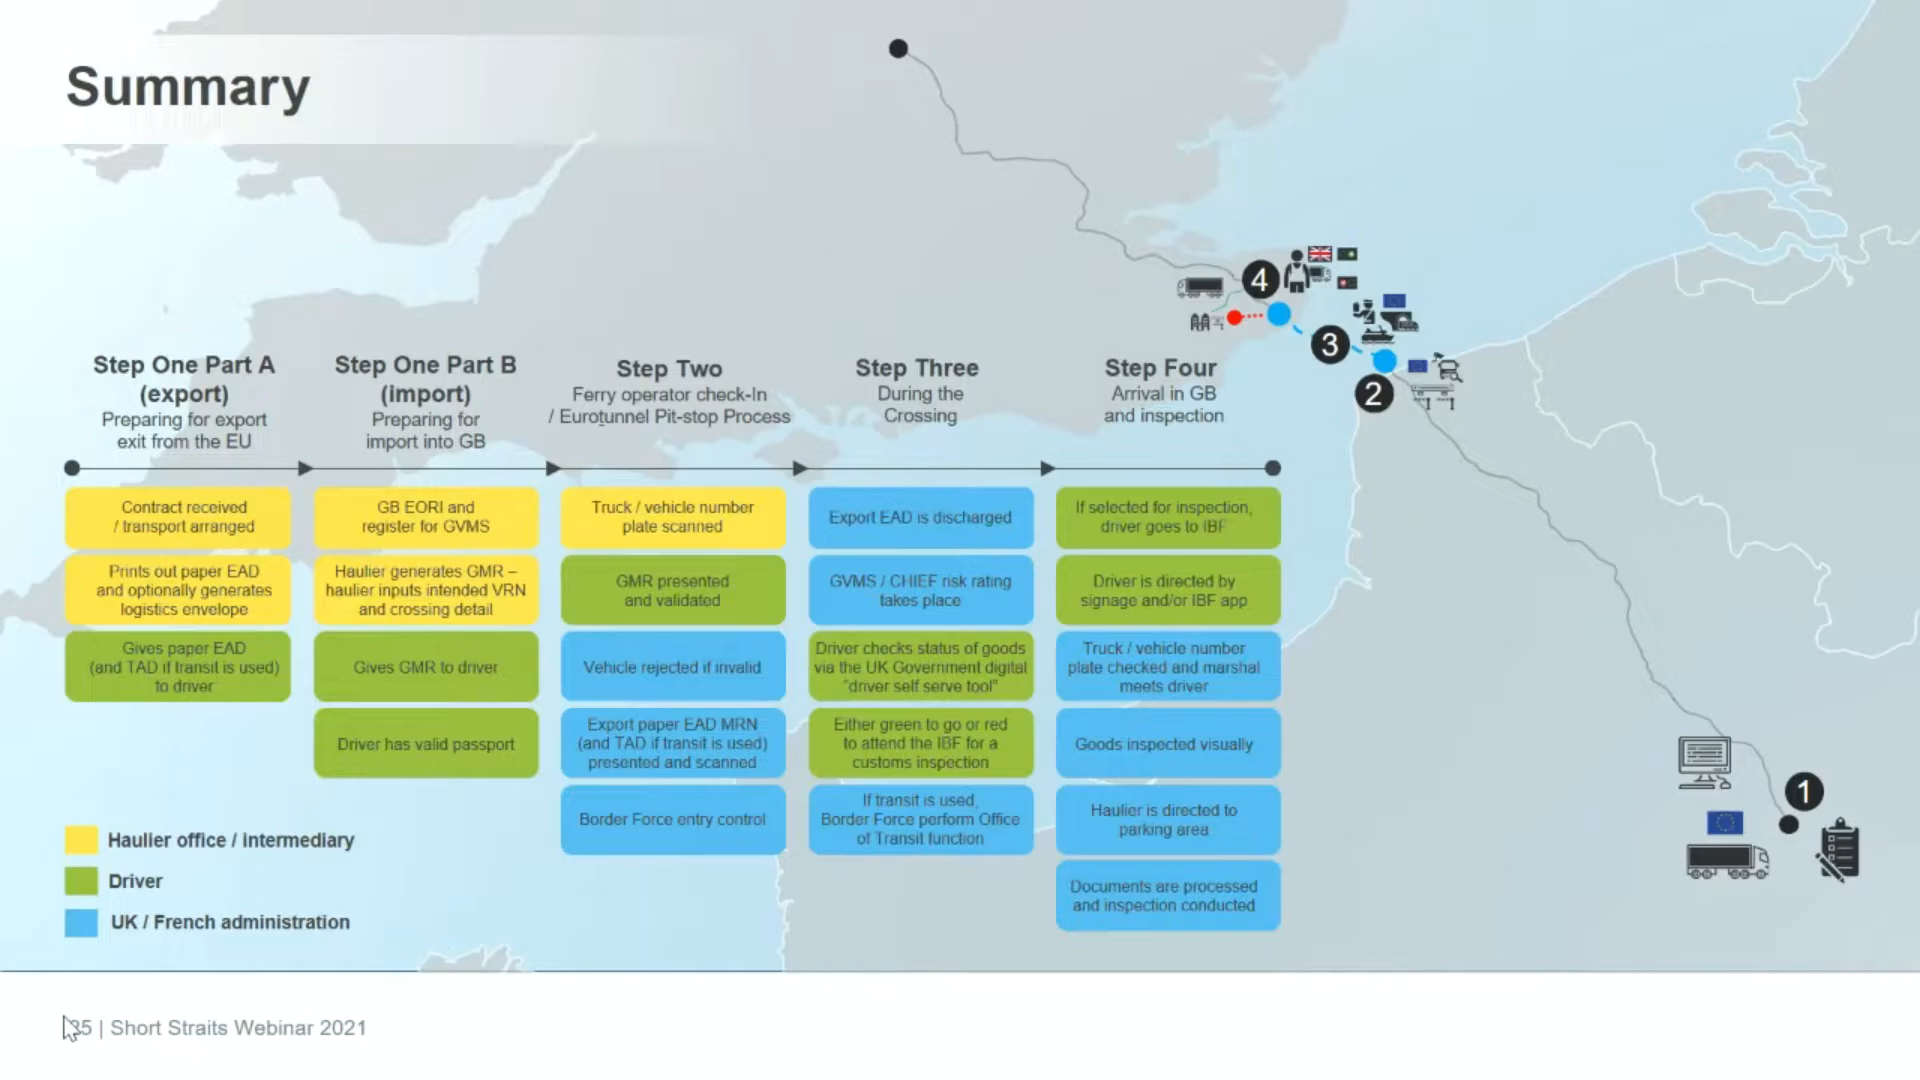 Summary
Step One Part A
(export)
Preparing for export
exit from the EU
Contract received
/ transport arranged
Prints out paper EAD
and optionally generates
logistics envelope
Gives paper EAD
(and TAD if transit is used)
to driver
Step One Part B
(import)
Preparing for
import into GB
GB EORI and
register for GVMS
Haulier generates GMR –
haulier inputs intended VRN
and crossing detail
Gives GMR to driver
Driver has valid passport
Step Two
Ferry operator check-In
/ Eurotunnel Pit-stop Process
Truck / vehicle number
plate scanned
GMR presented
and validated
Vehicle rejected if invalid
Export paper EAD MRN
(and TAD if transit is used)
presented and scanned
Border Force entry control
Step Three
During the
Crossing
Export EAD is discharged
GVMS / CHIEF risk rating
takes place
Driver checks status of goods
via the UK Government digital
"driver self serve tool"
Either green to go or red
to attend the IBF for a
customs inspection
If transit is used,
Border Force perform Office
of Transit function
Step Four
Arrival in GB
and inspection
If selected for inspection,
driver goes to IBF
Driver is directed by
signage and/or IBF app
Truck / vehicle number
plate checked and marshal
meets driver
Goods inspected visually
Haulier is directed to
parking area
Documents are processed
and inspection conducted
4
3
2
1
Haulier office / intermediary
Driver
UK / French administration
35 | Short Straits Webinar 2021